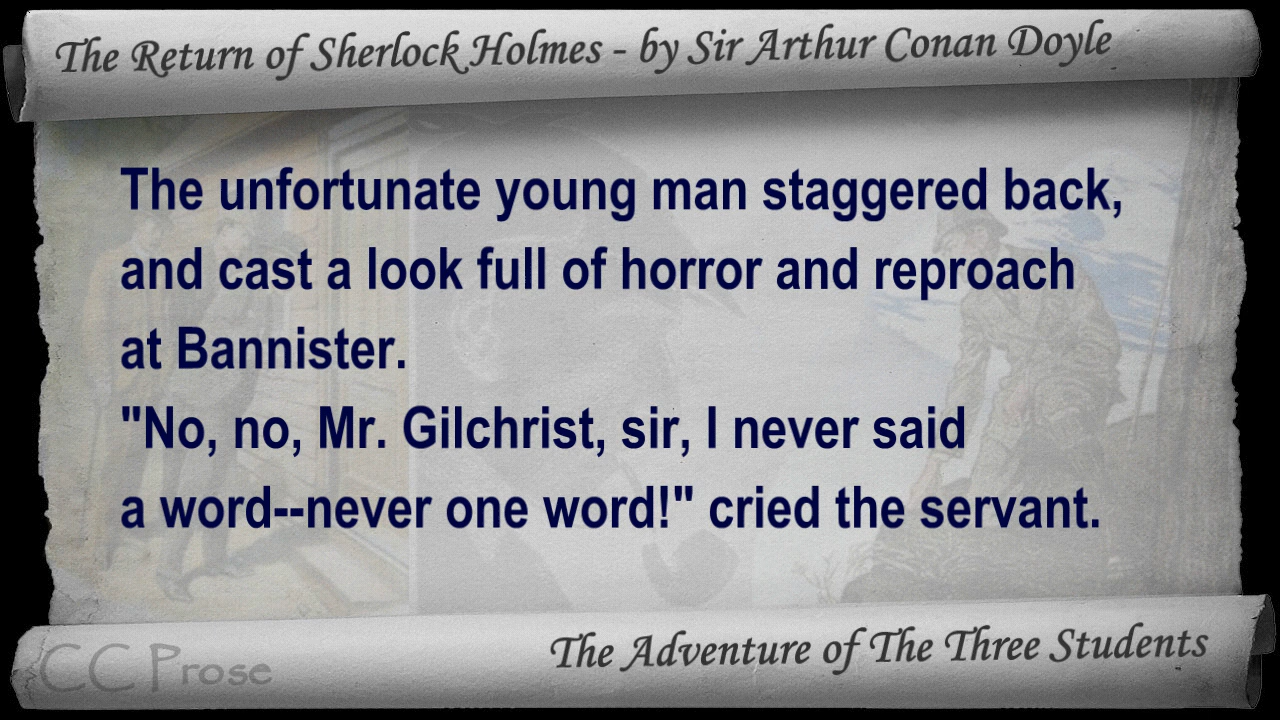 The Return of Sherlock Holmes - by Sir Arthur Conan Doyle
The unfortunate young man staggered back,
and cast a look full of horror and reproach
at Bannister.
"No, no, Mr. Gilchrist, sir, I never said
a word--never one word!" cried the servant.
The Adventure of The Three Students
CC Prose